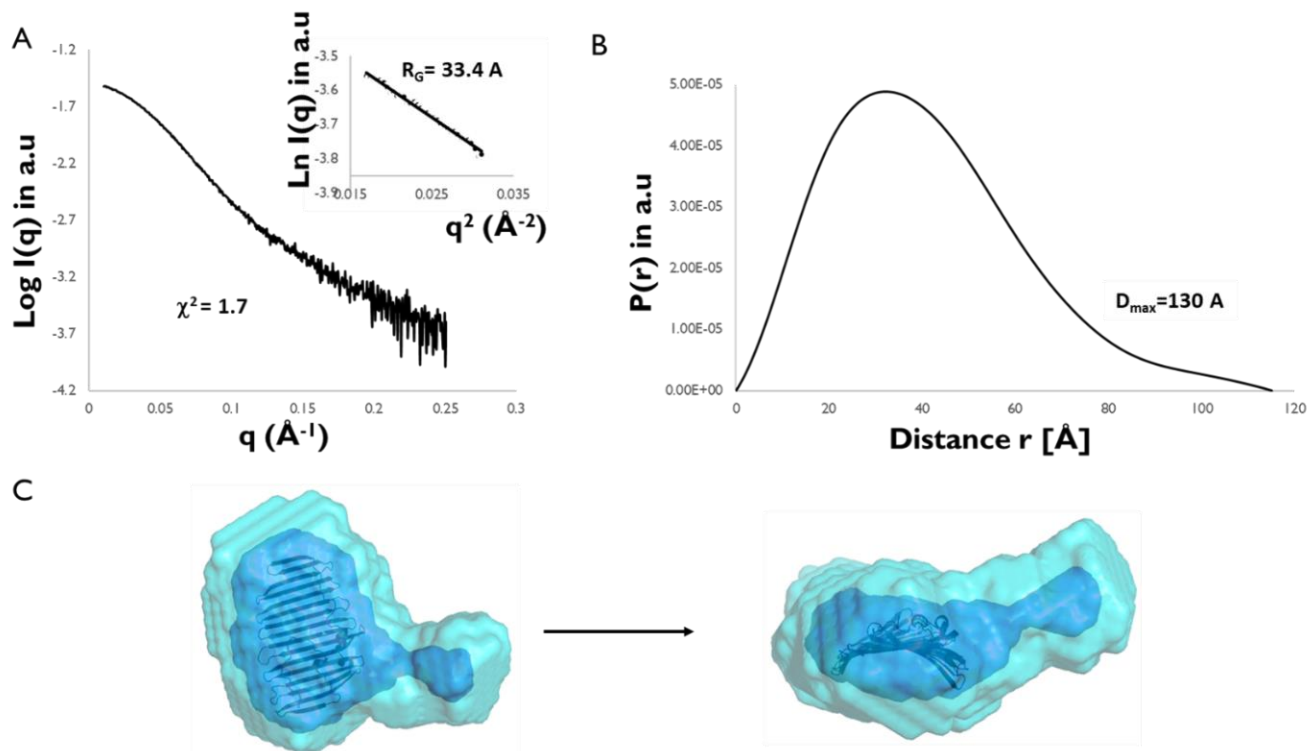 A
Log I(q) in a.u
-1.2
-1.7
-2.2
-2.7
-3.2
-3.7
-4.2
0
0.05
0.1
0.15
0.2
0.25
0.3
q (Å-1)
χ2 = 1.7
Ln I(q) in a.u
-3.5
-3.6
-3.7
-3.8
-3.9
0.015
0.025
0.035
q2 (Å-2)
RG= 33.4 A
B
P(r) in a.u
5.00E-05
4.00E-05
3.00E-05
2.00E-05
1.00E-05
0.00E+00
0
20
40
60
80
100
120
Distance r [Å]
Dmax=130 A
C